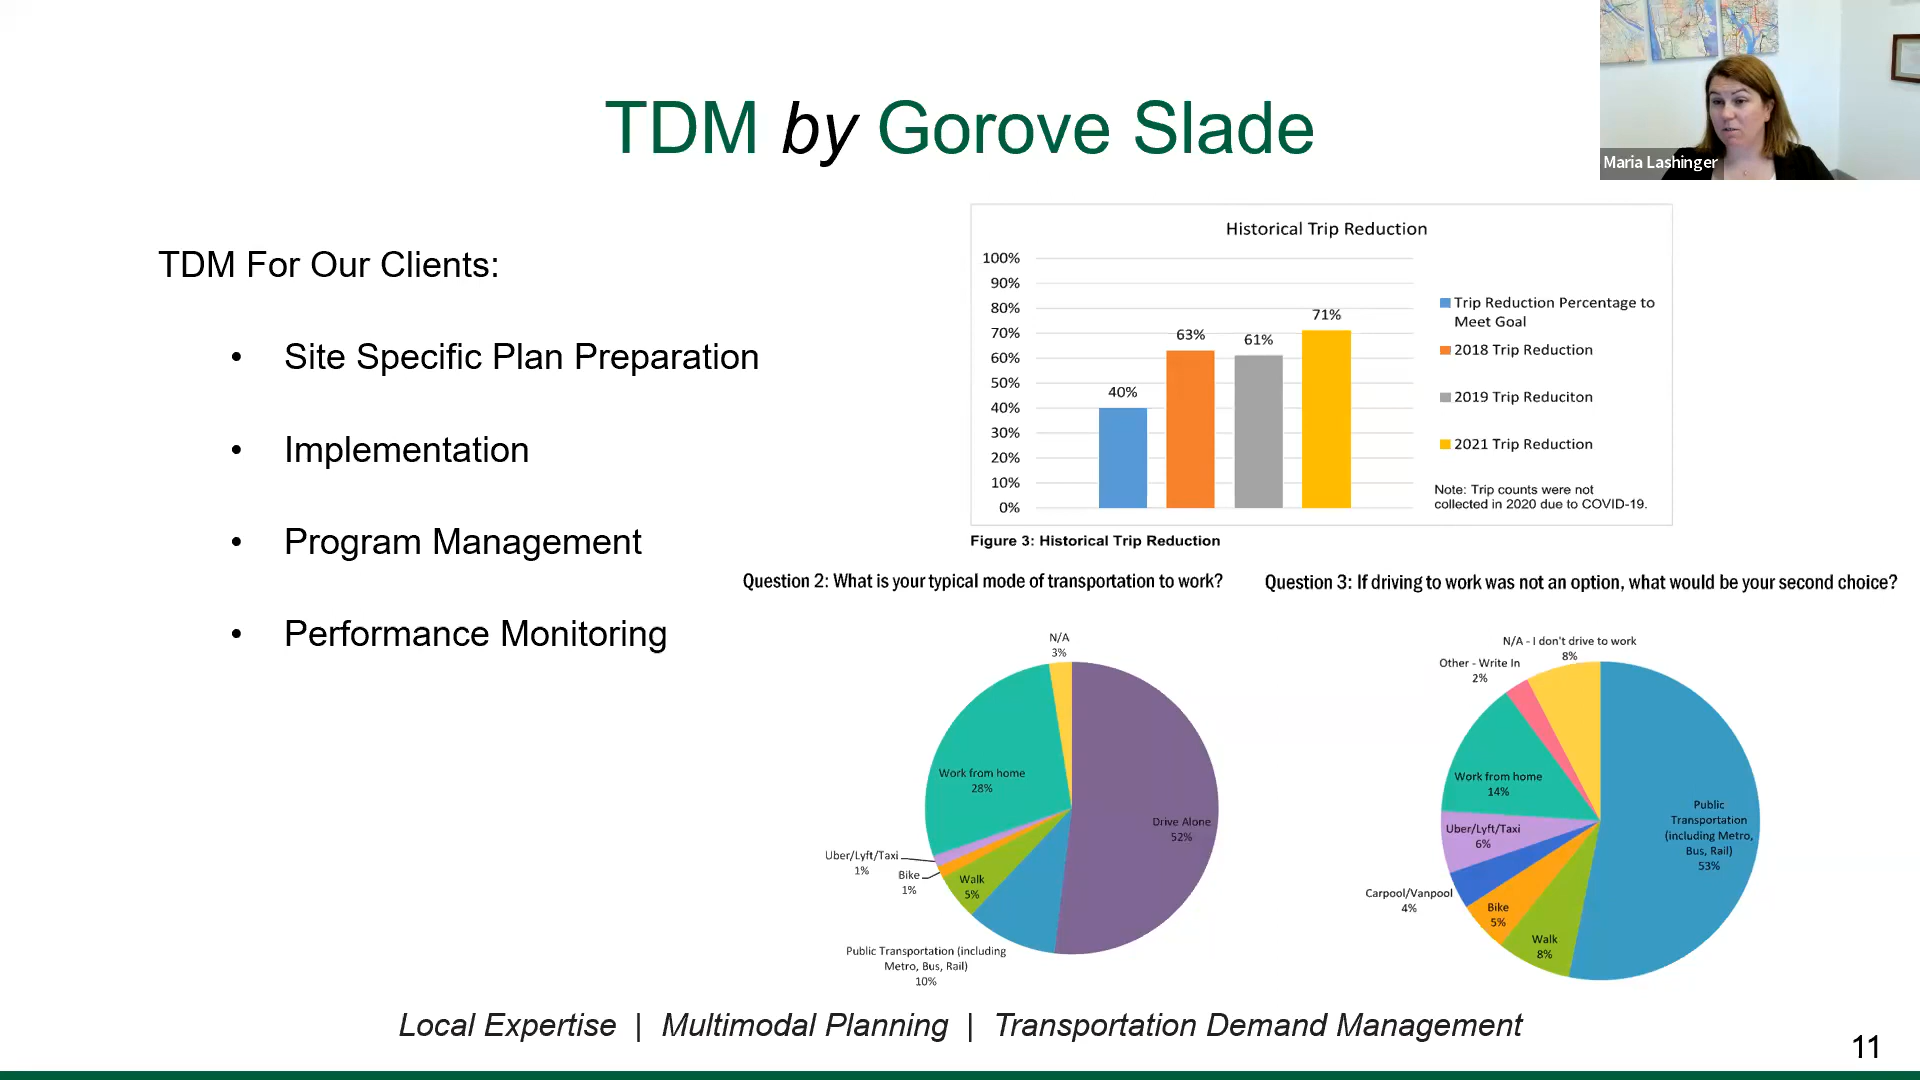 TDM by Gorove Slade
Maria Lashinger
TDM For Our Clients:
• Site Specific Plan Preparation
• Implementation
• Program Management
• Performance Monitoring
Historical Trip Reduction
100%
90%
80%
70%
60%
50%
40%
30%
20%
10%
0%
40%
63%
61%
71%
Trip Reduction Percentage to
Meet Goal
2018 Trip Reduction
2019 Trip Reduciton
2021 Trip Reduction
Note: Trip counts were not
collected in 2020 due to COVID-19.
Figure 3: Historical Trip Reduction
Question 2: What is your typical mode of transportation to work?
N/A
3%
Work from home
28%
Drive Alone
52%
Uber/Lyft/Taxi
1%
Bike
1%
Walk
5%
Public Transportation (including
Metro, Bus, Rail)
10%
Question 3: If driving to work was not an option, what would be your second choice?
N/A - I don't drive to work
8%
Other - Write In
2%
Work from home
14%
Public
Transportation
(including Metro,
Bus, Rail)
53%
Uber/Lyft/Taxi
6%
Carpool/Vanpool
4%
Bike
5%
Walk
8%
Local Expertise | Multimodal Planning | Transportation Demand Management
11